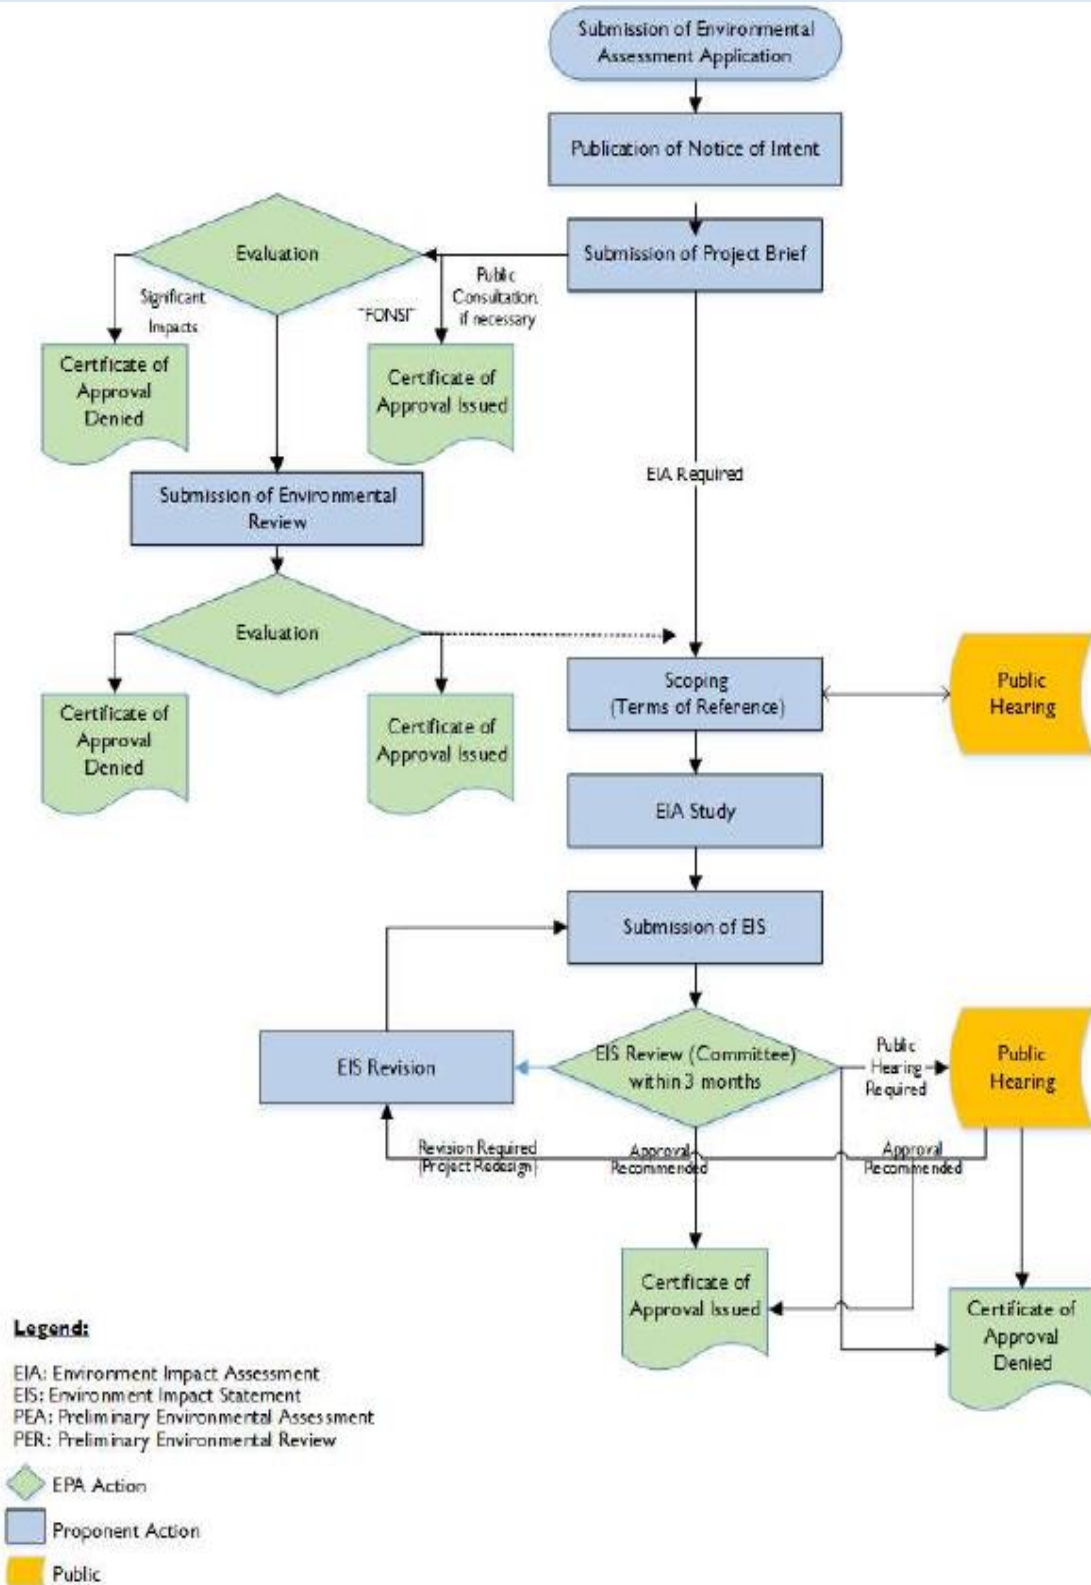 Submission of Environmental
Assessment Application
Publication of Notice of Intent
Submission of Project Brief
Evaluation
Public
Consultation,
if necessary
"FONSI"
Significant
Impacts
Certificate of
Approval
Denied
Certificate of
Approval Issued
EIA Required
Submission of Environmental
Review
Evaluation
Certificate of
Approval
Denied
Certificate of
Approval Issued
Scoping
(Terms of Reference)
Public
Hearing
EIA Study
Submission of EIS
EIS Revision
EIS Review (Committee)
within 3 months
Public
Hearing
Required
Public
Hearing
Revision Required
(Project Redesign)
Approval
Recommended
Approval
Recommended
Certificate of
Approval Issued
Certificate of
Approval
Denied
Legend:
EIA: Environment Impact Assessment
EIS: Environment Impact Statement
PEA: Preliminary Environmental Assessment
PER: Preliminary Environmental Review
EPA Action
Proponent Action
Public